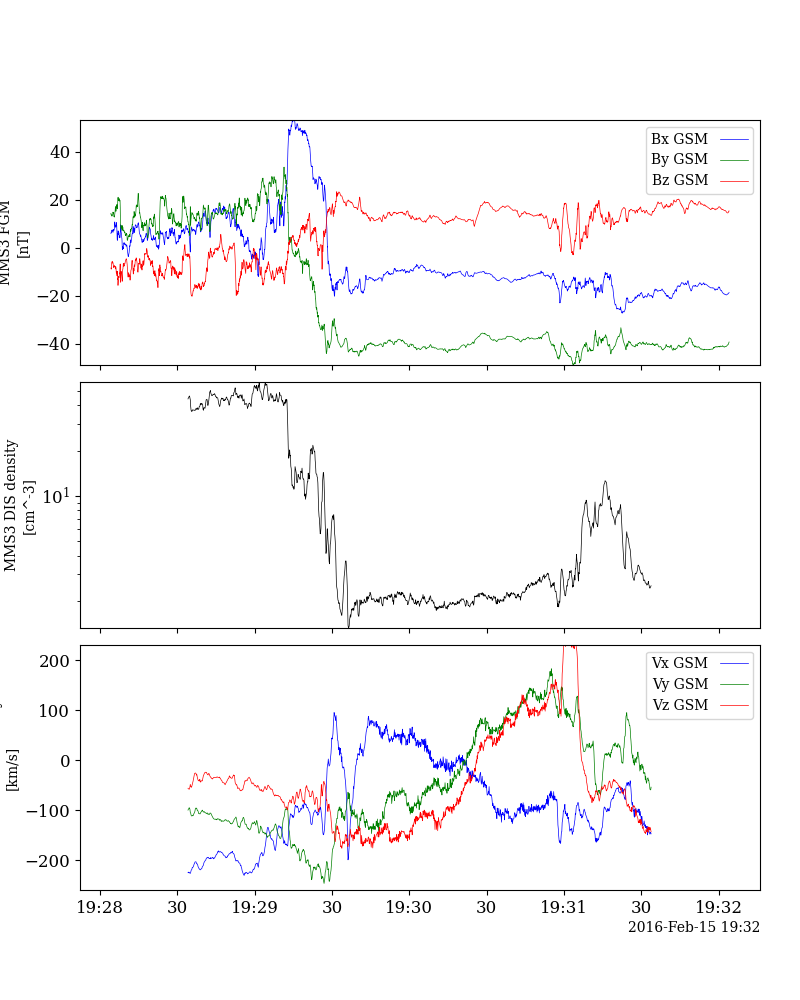 MMS3 FGM
[nT]
40
20
0
−20
−40
Bx GSM
By GSM
Bz GSM
MMS3 DIS density
[cm^-3]
10^1
[km/s]
200
100
0
−100
−200
Vx GSM
Vy GSM
Vz GSM
19:28 30 19:29 30 19:30 30 19:31 30 19:32
2016-Feb-15 19:32